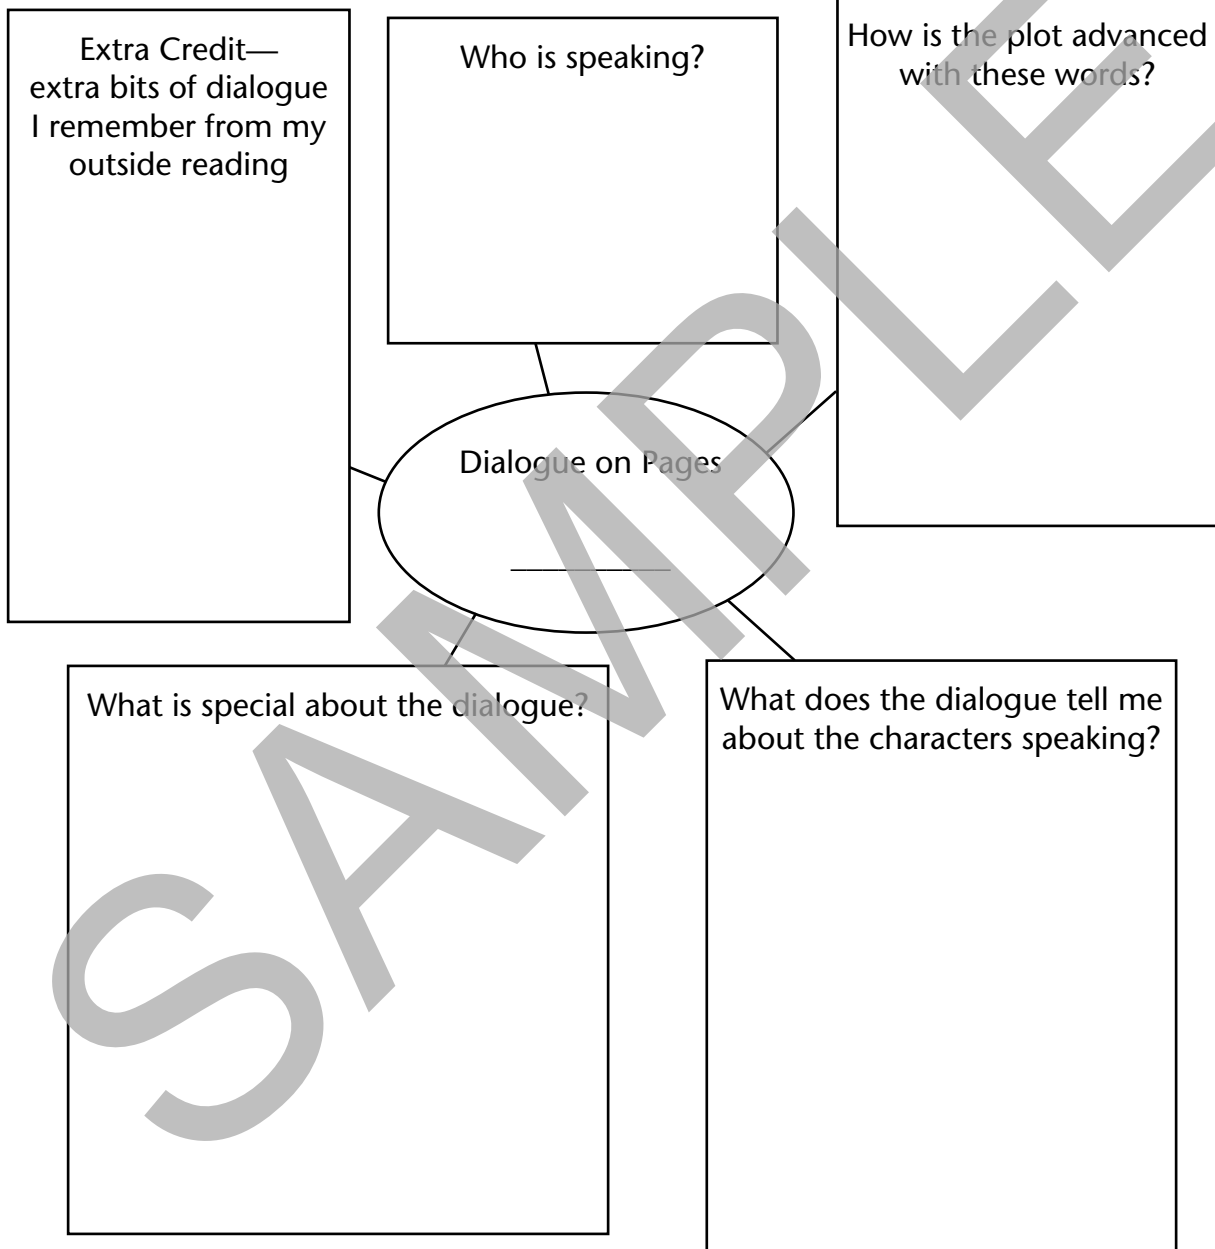 Extra Credit—
extra bits of dialogue
I remember from my
outside reading
Who is speaking?
How is the plot advanced
with these words?
Dialogue on Pages
__________
What is special about the dialogue?
What does the dialogue tell me
about the characters speaking?
SAMPLE